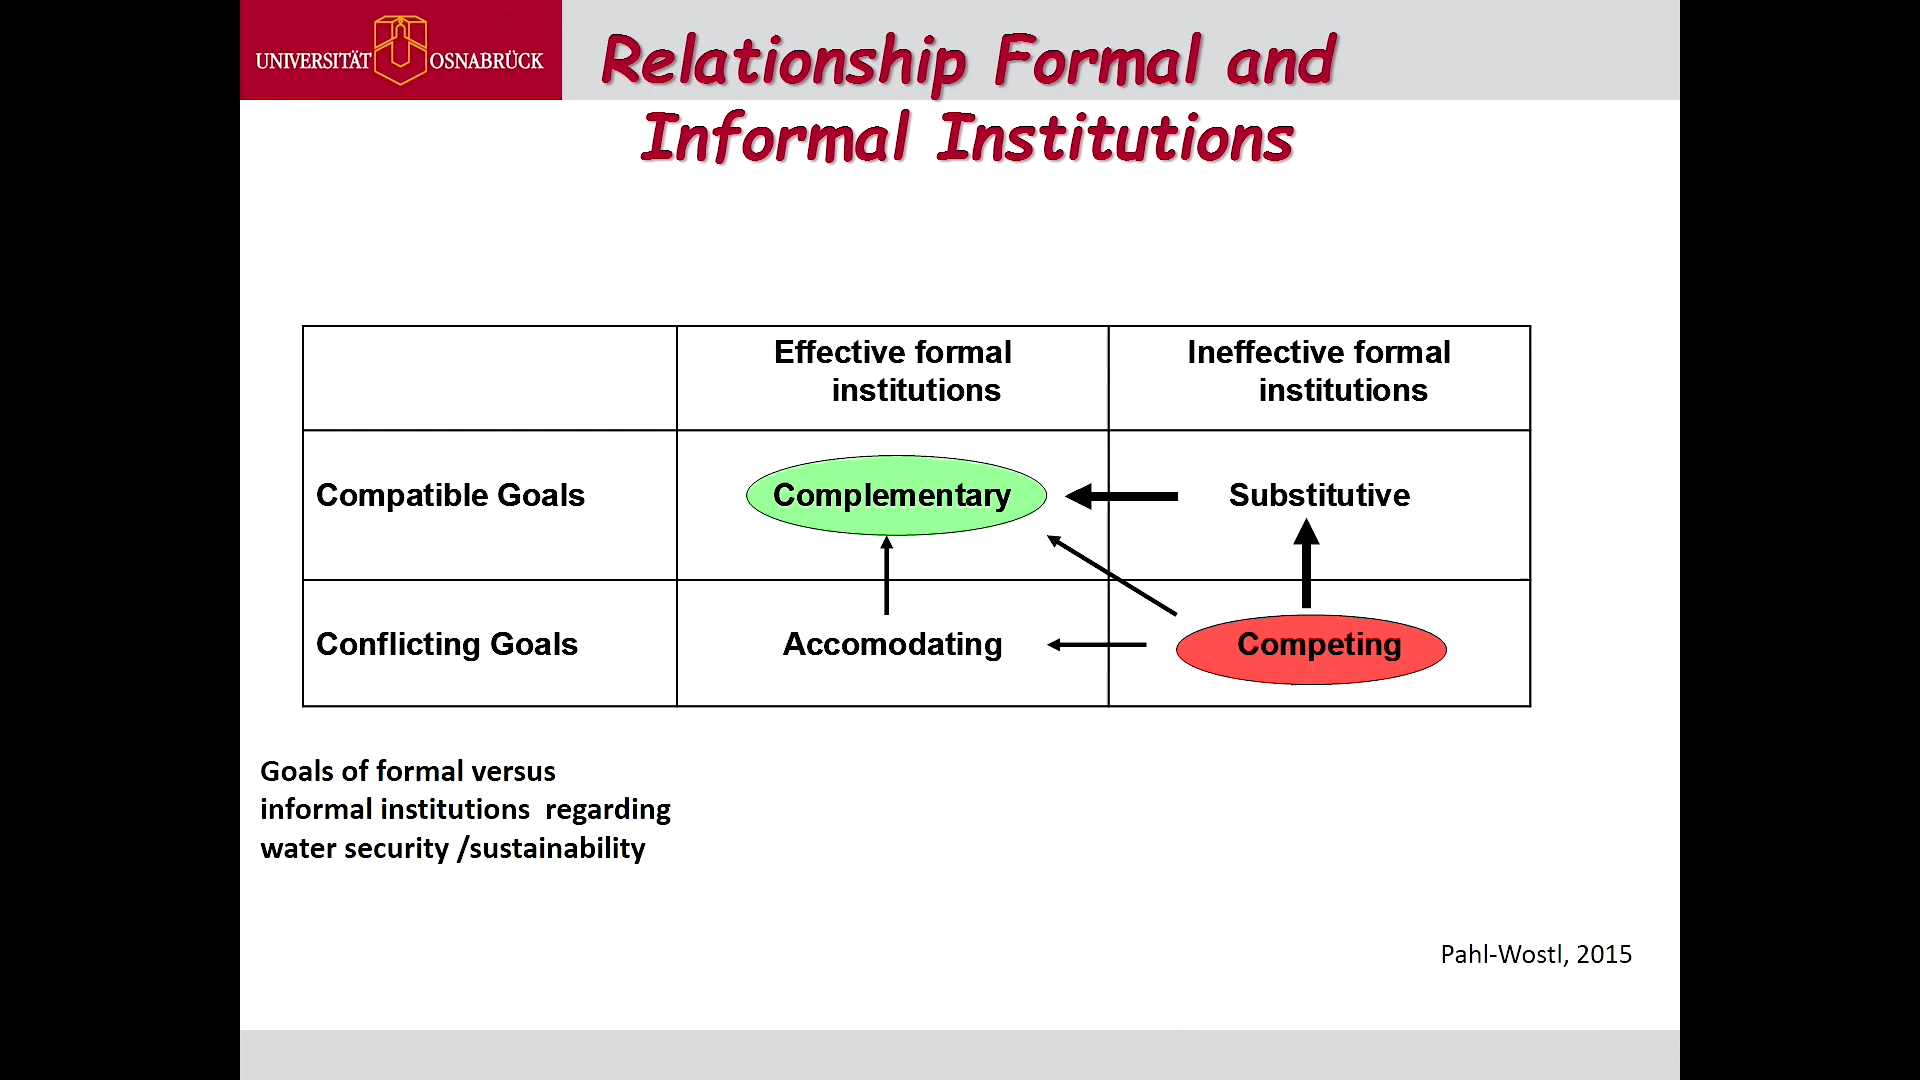 UNIVERSITÄT OSNABRÜCK
Relationship Formal and
Informal Institutions
Effective formal
institutions
Ineffective formal
institutions
Compatible Goals
Complementary
Substitutive
Conflicting Goals
Accomodating
Competing
Goals of formal versus
informal institutions regarding
water security /sustainability
Pahl-Wostl, 2015